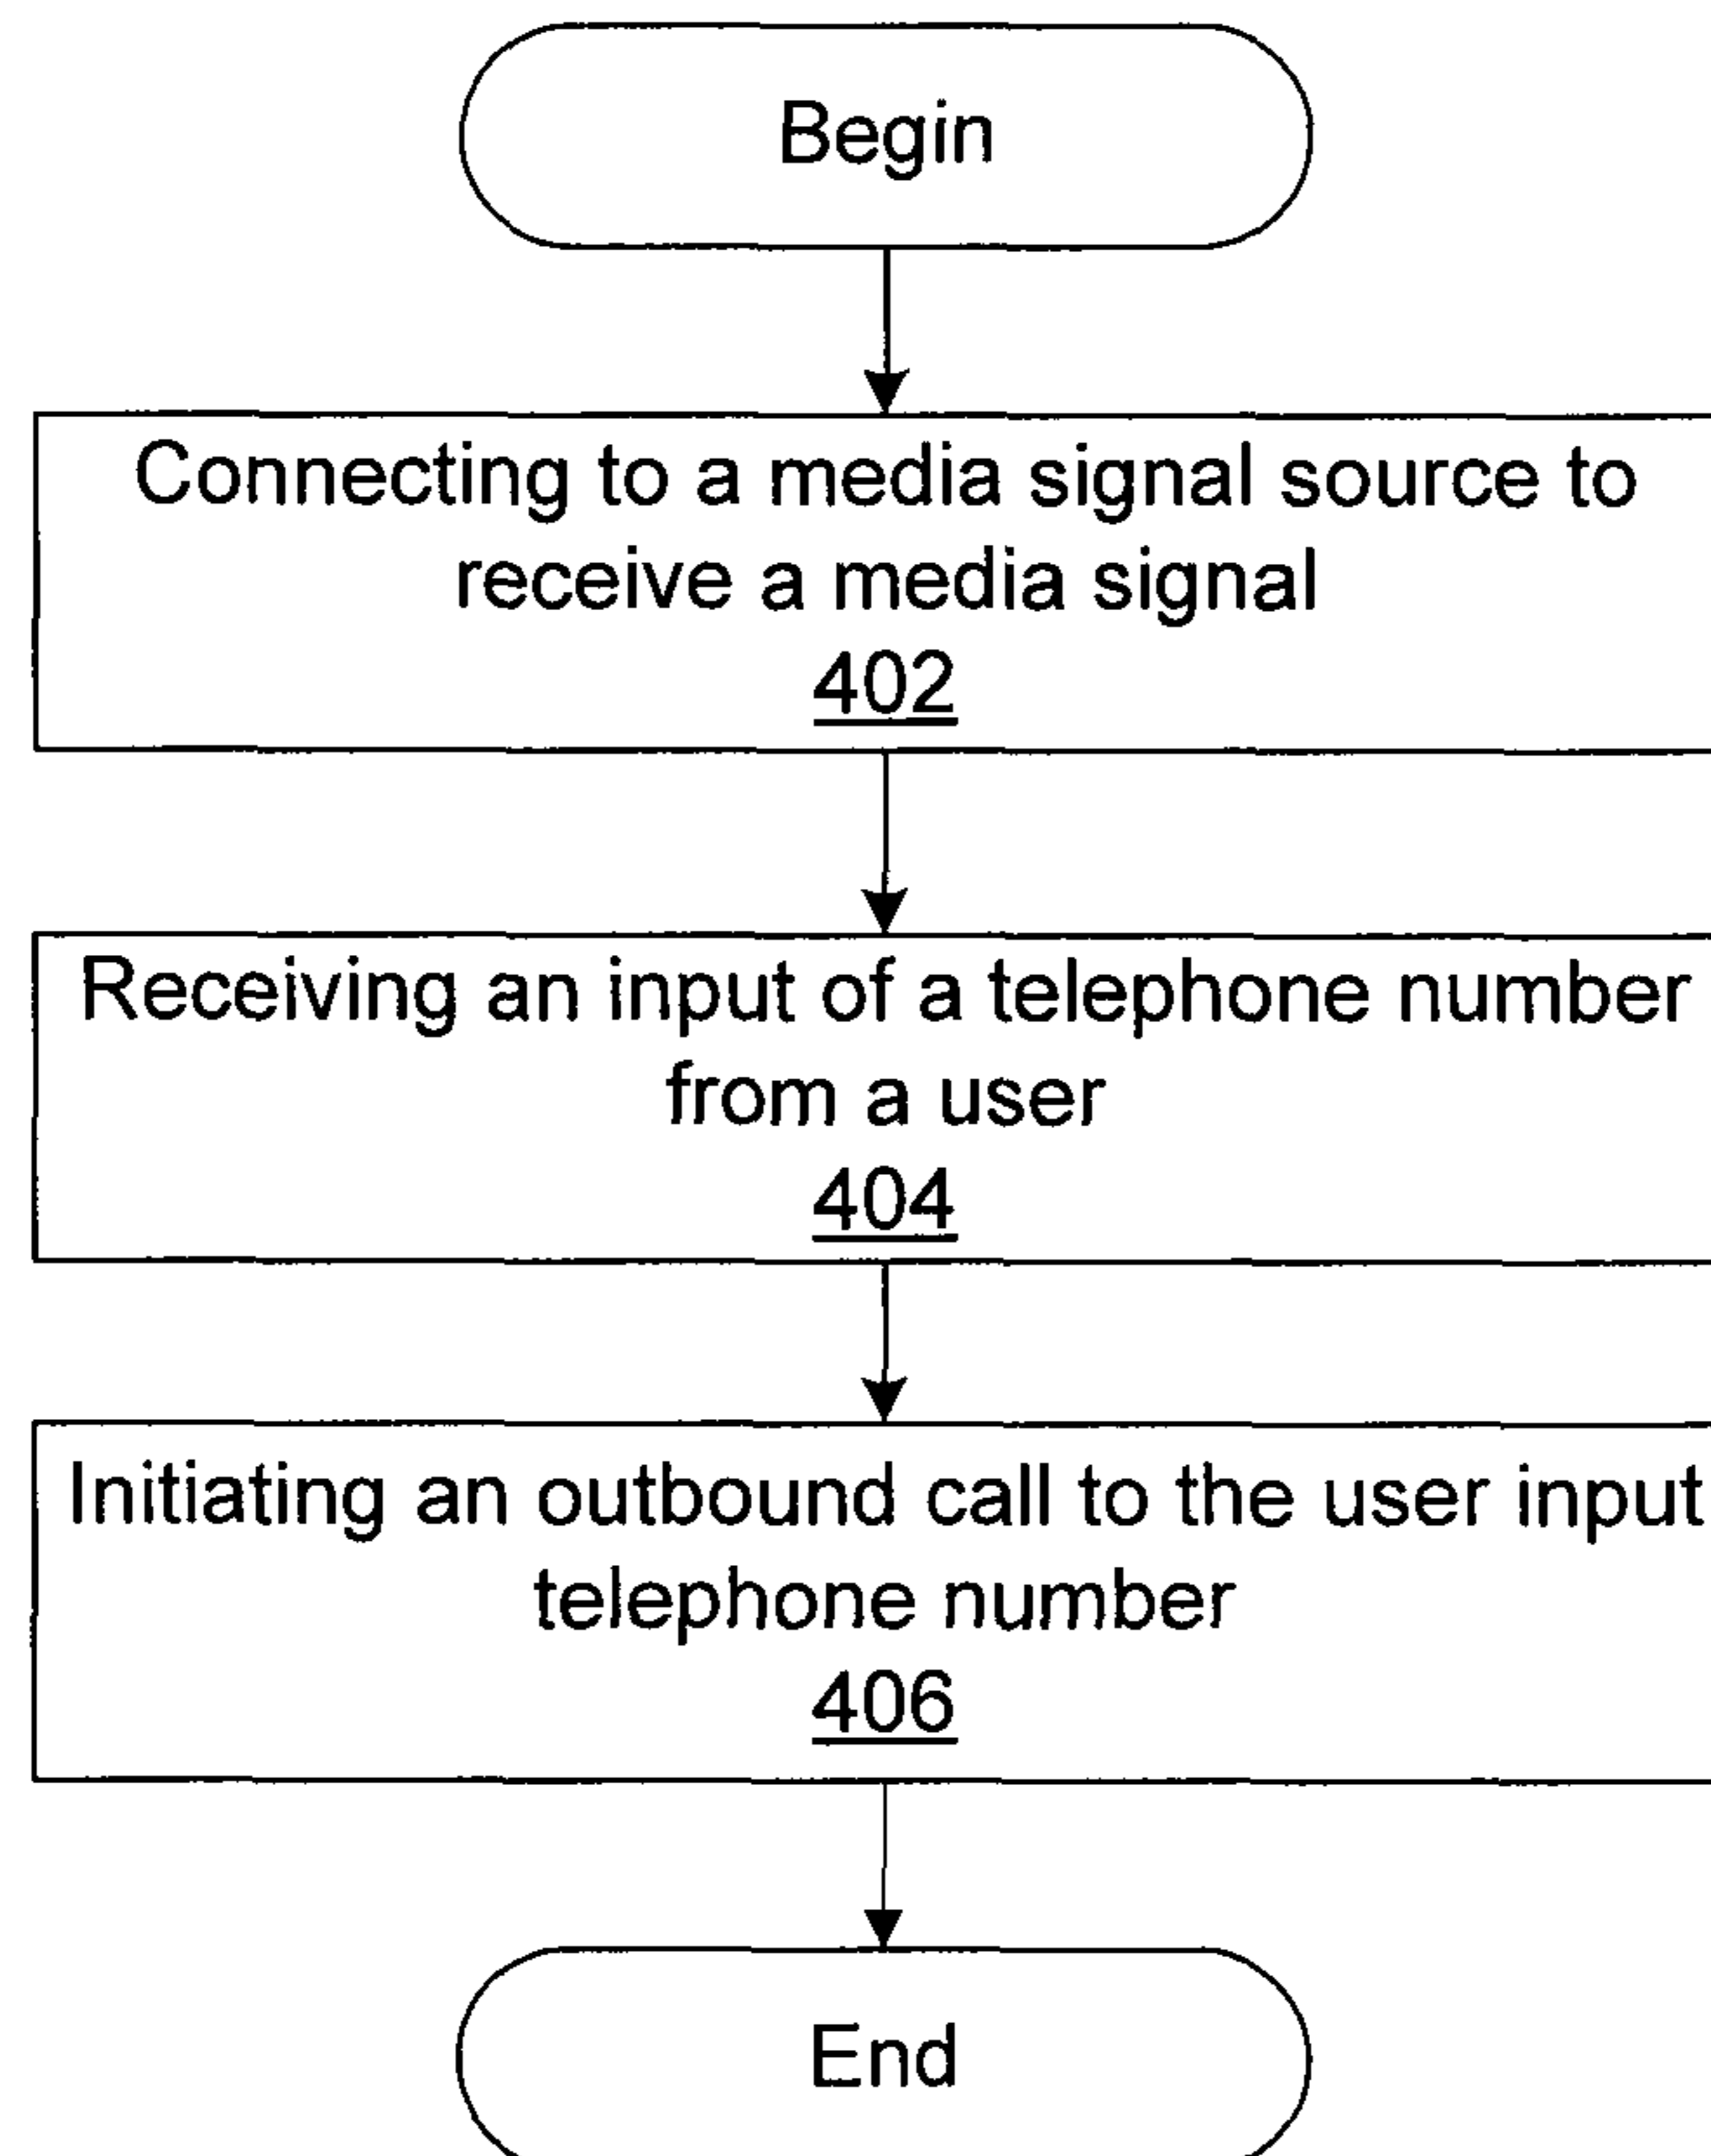 Begin
Connecting to a media signal source to
receive a media signal
402
Receiving an input of a telephone number
from a user
404
Initiating an outbound call to the user input
telephone number
406
End